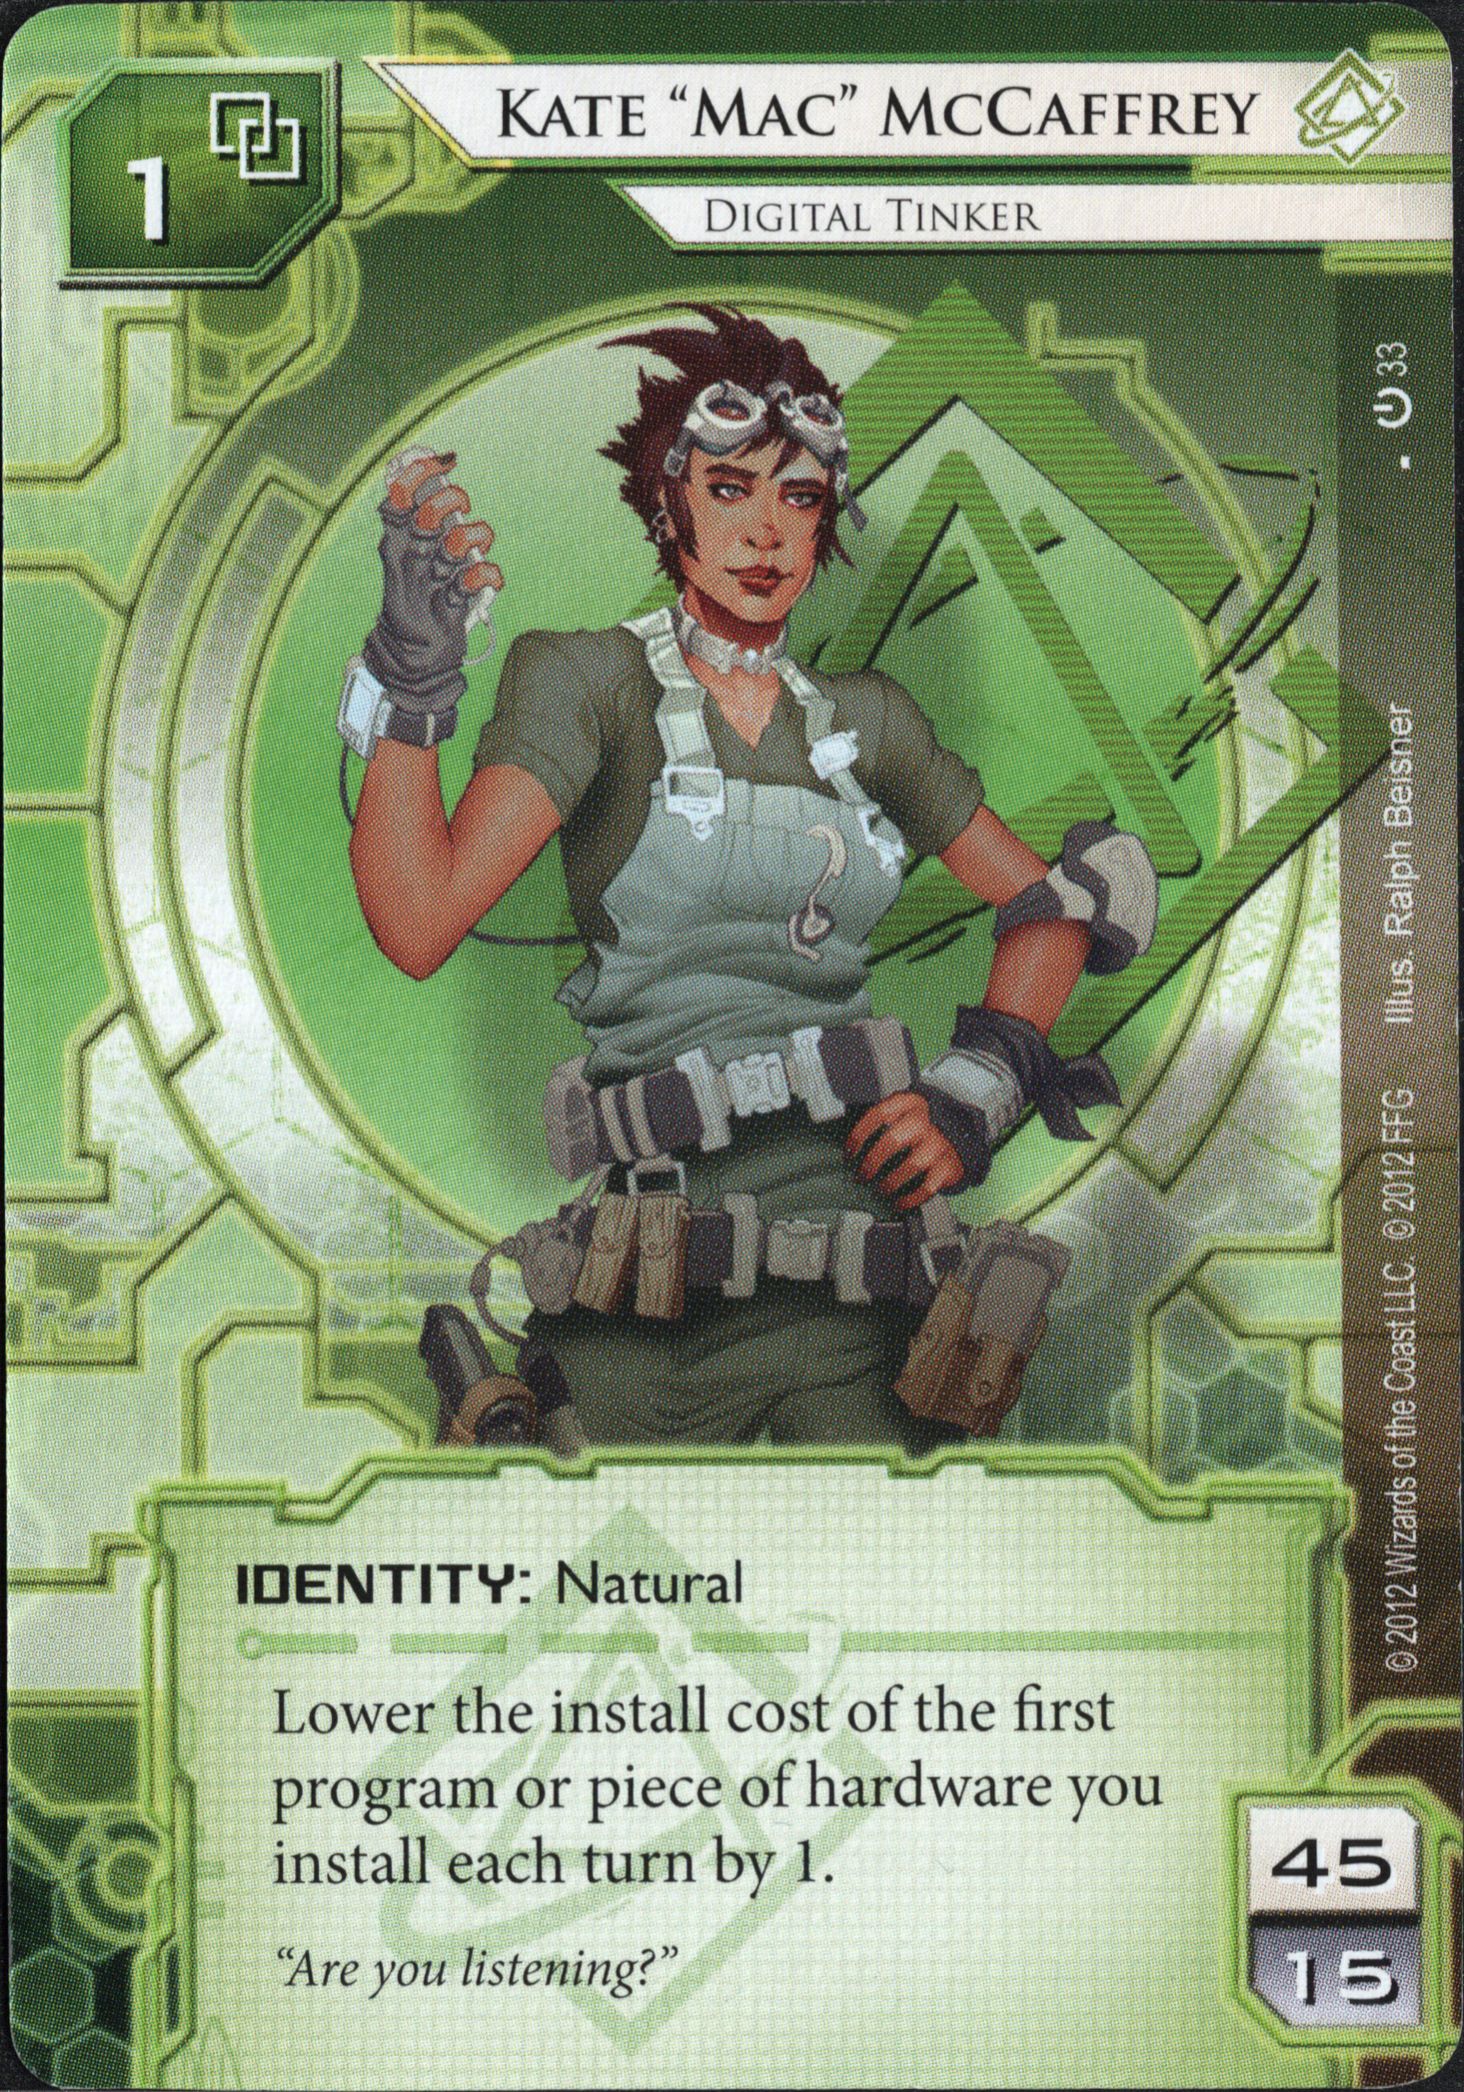 1
KATE “MAC” MCCAFFREY
DIGITAL TINKER
33
Illus. Ralph Beisner
© 2012 Wizards of the Coast LLC. © 2012 FFG
IDENTITY: Natural
Lower the install cost of the first
program or piece of hardware you
install each turn by 1.
“Are you listening?”
45
15